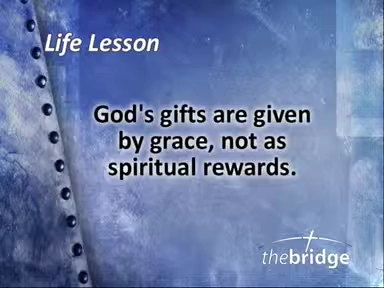 Life Lesson
God's gifts are given
by grace, not as
spiritual rewards.
thebridge